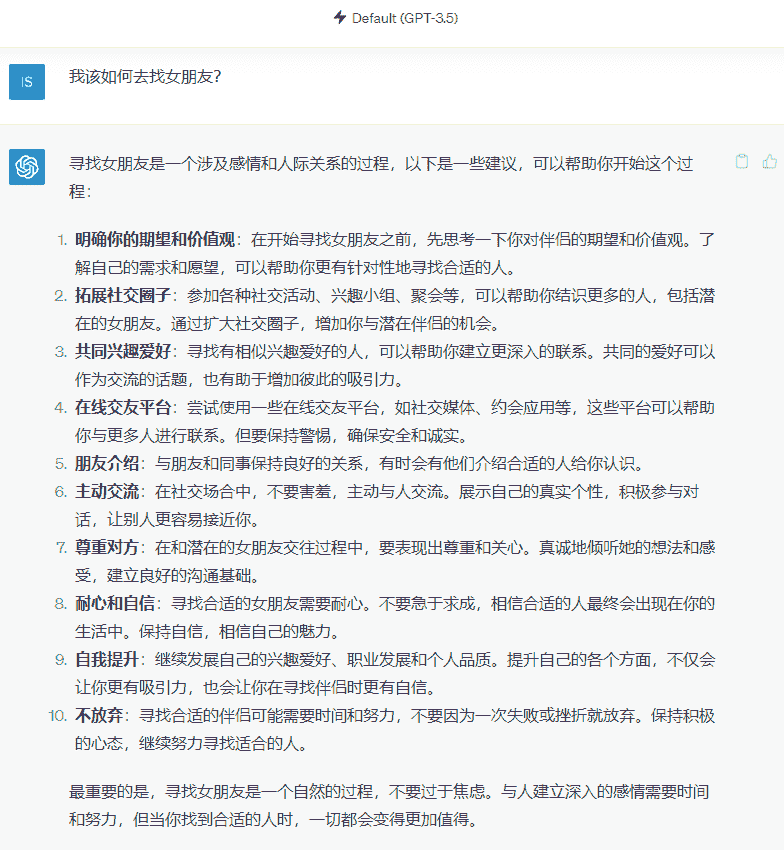 Default (GPT-3.5)
IS
我该如何去找女朋友？
寻找女朋友是一个涉及感情和人际关系的过程，以下是一些建议，可以帮助你开始这个过
程：
1. 明确你的期望和价值观：在开始寻找女朋友之前，先思考一下你对伴侣的期望和价值观。了
解自己的需求和愿望，可以帮助你更有针对性地寻找合适的人。
2. 拓展社交圈子：参加各种社交活动、兴趣小组、聚会等，可以帮助你结识更多的人，包括潜
在的女朋友。通过扩大社交圈子，增加你与潜在伴侣的机会。
3. 共同兴趣爱好：寻找有相似兴趣爱好的人，可以帮助你建立更深入的联系。共同的爱好可以
作为交流的话题，也有助于增加彼此的吸引力。
4. 在线交友平台：尝试使用一些在线交友平台，如社交媒体、约会应用等，这些平台可以帮助
你与更多人进行联系。但要保持警惕，确保安全和诚实。
5. 朋友介绍：与朋友和同事保持良好的关系，有时会有他们介绍合适的人给你认识。
6. 主动交流：在社交场合中，不要害羞，主动与人交流。展示自己的真实个性，积极参与对
话，让别人更容易接近你。
7. 尊重对方：在和潜在的女朋友交往过程中，要表现出尊重和关心。真诚地倾听她的想法和感
受，建立良好的沟通基础。
8. 耐心和自信：寻找合适的女朋友需要耐心。不要急于求成，相信合适的人最终会出现在你的
生活中。保持自信，相信自己的魅力。
9. 自我提升：继续发展自己的兴趣爱好、职业发展和个人品质。提升自己的各个方面，不仅会
让你更有吸引力，也会让你在寻找伴侣时更有自信。
10. 不放弃：寻找合适的伴侣可能需要时间和努力，不要因为一次失败或挫折就放弃。保持积极
的心态，继续努力寻找适合的人。
最重要的是，寻找女朋友是一个自然的过程，不要过于焦虑。与人建立深入的感情需要时间
和努力，但当你找到合适的人时，一切都会变得更加值得。